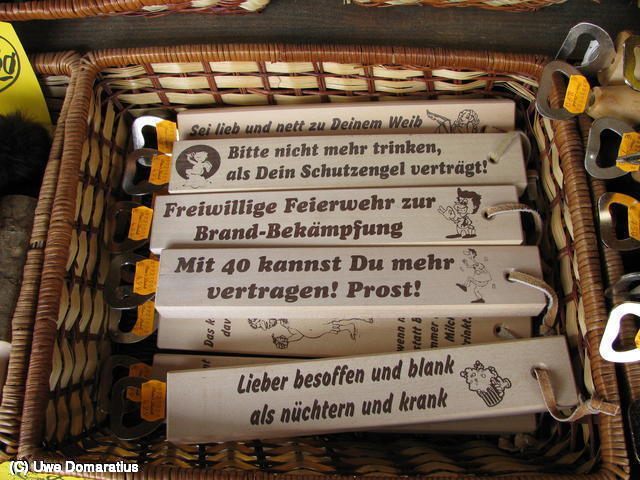 Sei lieb und nett zu Deinem Weib
Bitte nicht mehr trinken,
als Dein Schutzengel verträgt!
Freiwillige Feierwehr zur
Brand-Bekämpfung
Mit 40 kannst Du mehr
vertragen! Prost!
Lieber besoffen und blank
als nüchtern und krank
(C) Uwe Domaratius